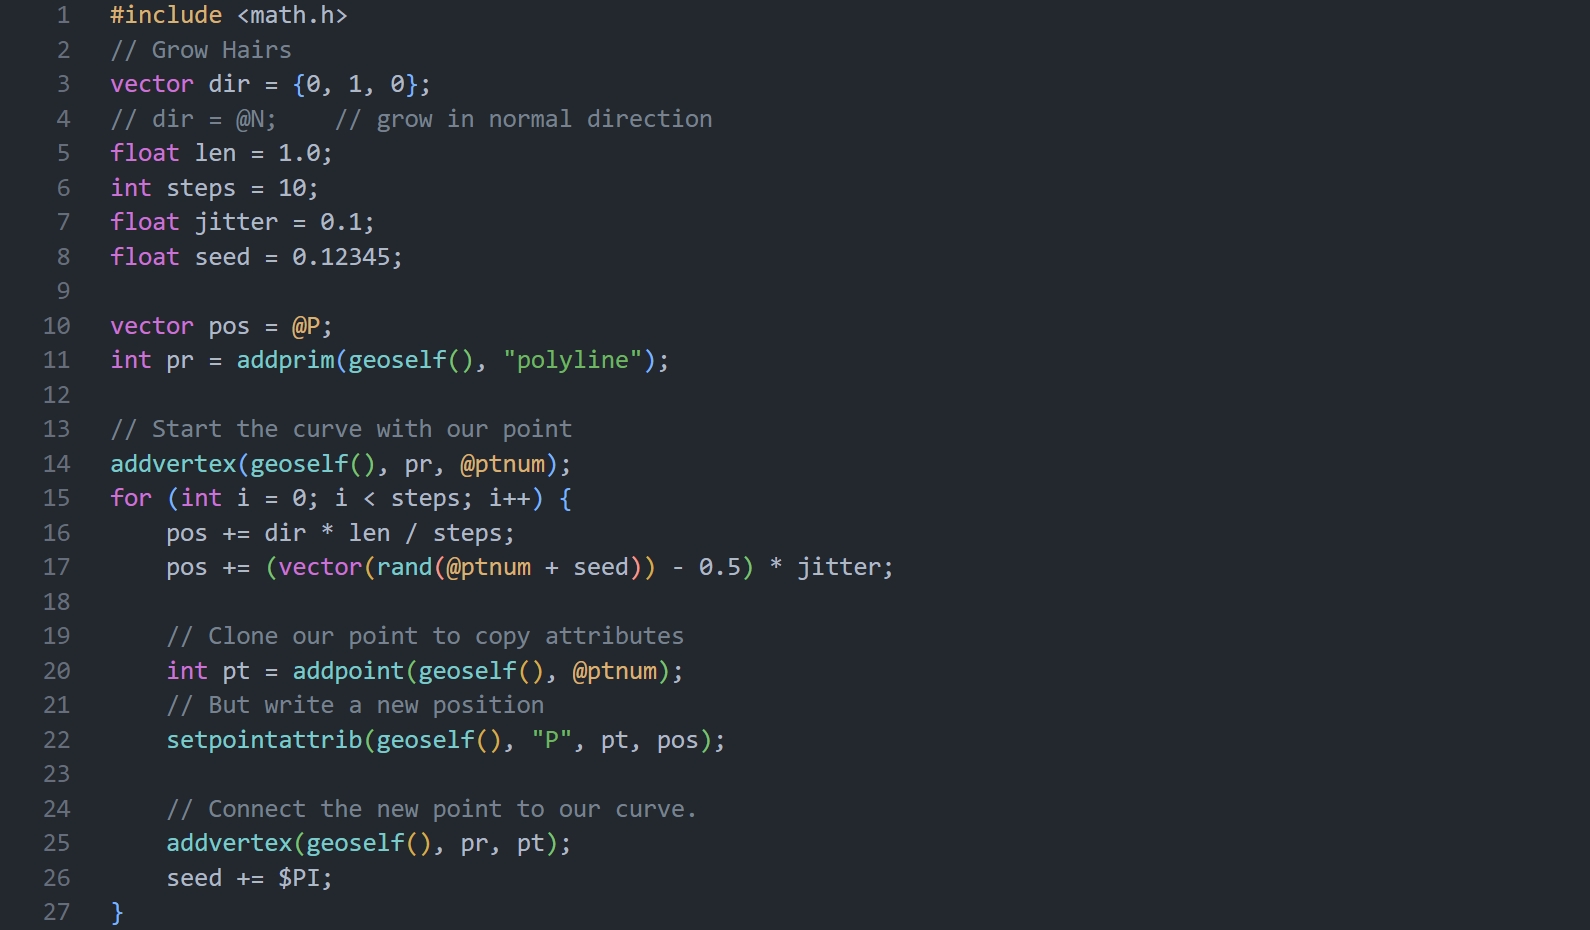 1 #include <math.h>
2 // Grow Hairs
3 vector dir = {0, 1, 0};
4 // dir = @N;    // grow in normal direction
5 float len = 1.0;
6 int steps = 10;
7 float jitter = 0.1;
8 float seed = 0.12345;
9
10 vector pos = @P;
11 int pr = addprim(geoself(), "polyline");
12
13 // Start the curve with our point
14 addvertex(geoself(), pr, @ptnum);
15 for (int i = 0; i < steps; i++) {
16     pos += dir * len / steps;
17     pos += (vector(rand(@ptnum + seed)) - 0.5) * jitter;
18
19     // Clone our point to copy attributes
20     int pt = addpoint(geoself(), @ptnum);
21     // But write a new position
22     setpointattrib(geoself(), "P", pt, pos);
23
24     // Connect the new point to our curve.
25     addvertex(geoself(), pr, pt);
26     seed += $PI;
27 }